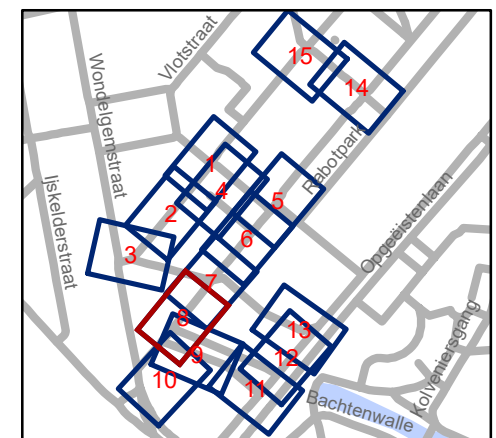 Vlotstraat
Wondelgemstraat
Ijskelderstraat
Rabotpark
Opgeëistenlaan
Kolveniersgang
Bachtenwalle
15
14
1
4
5
2
6
3
7
8
13
9
12
10
11